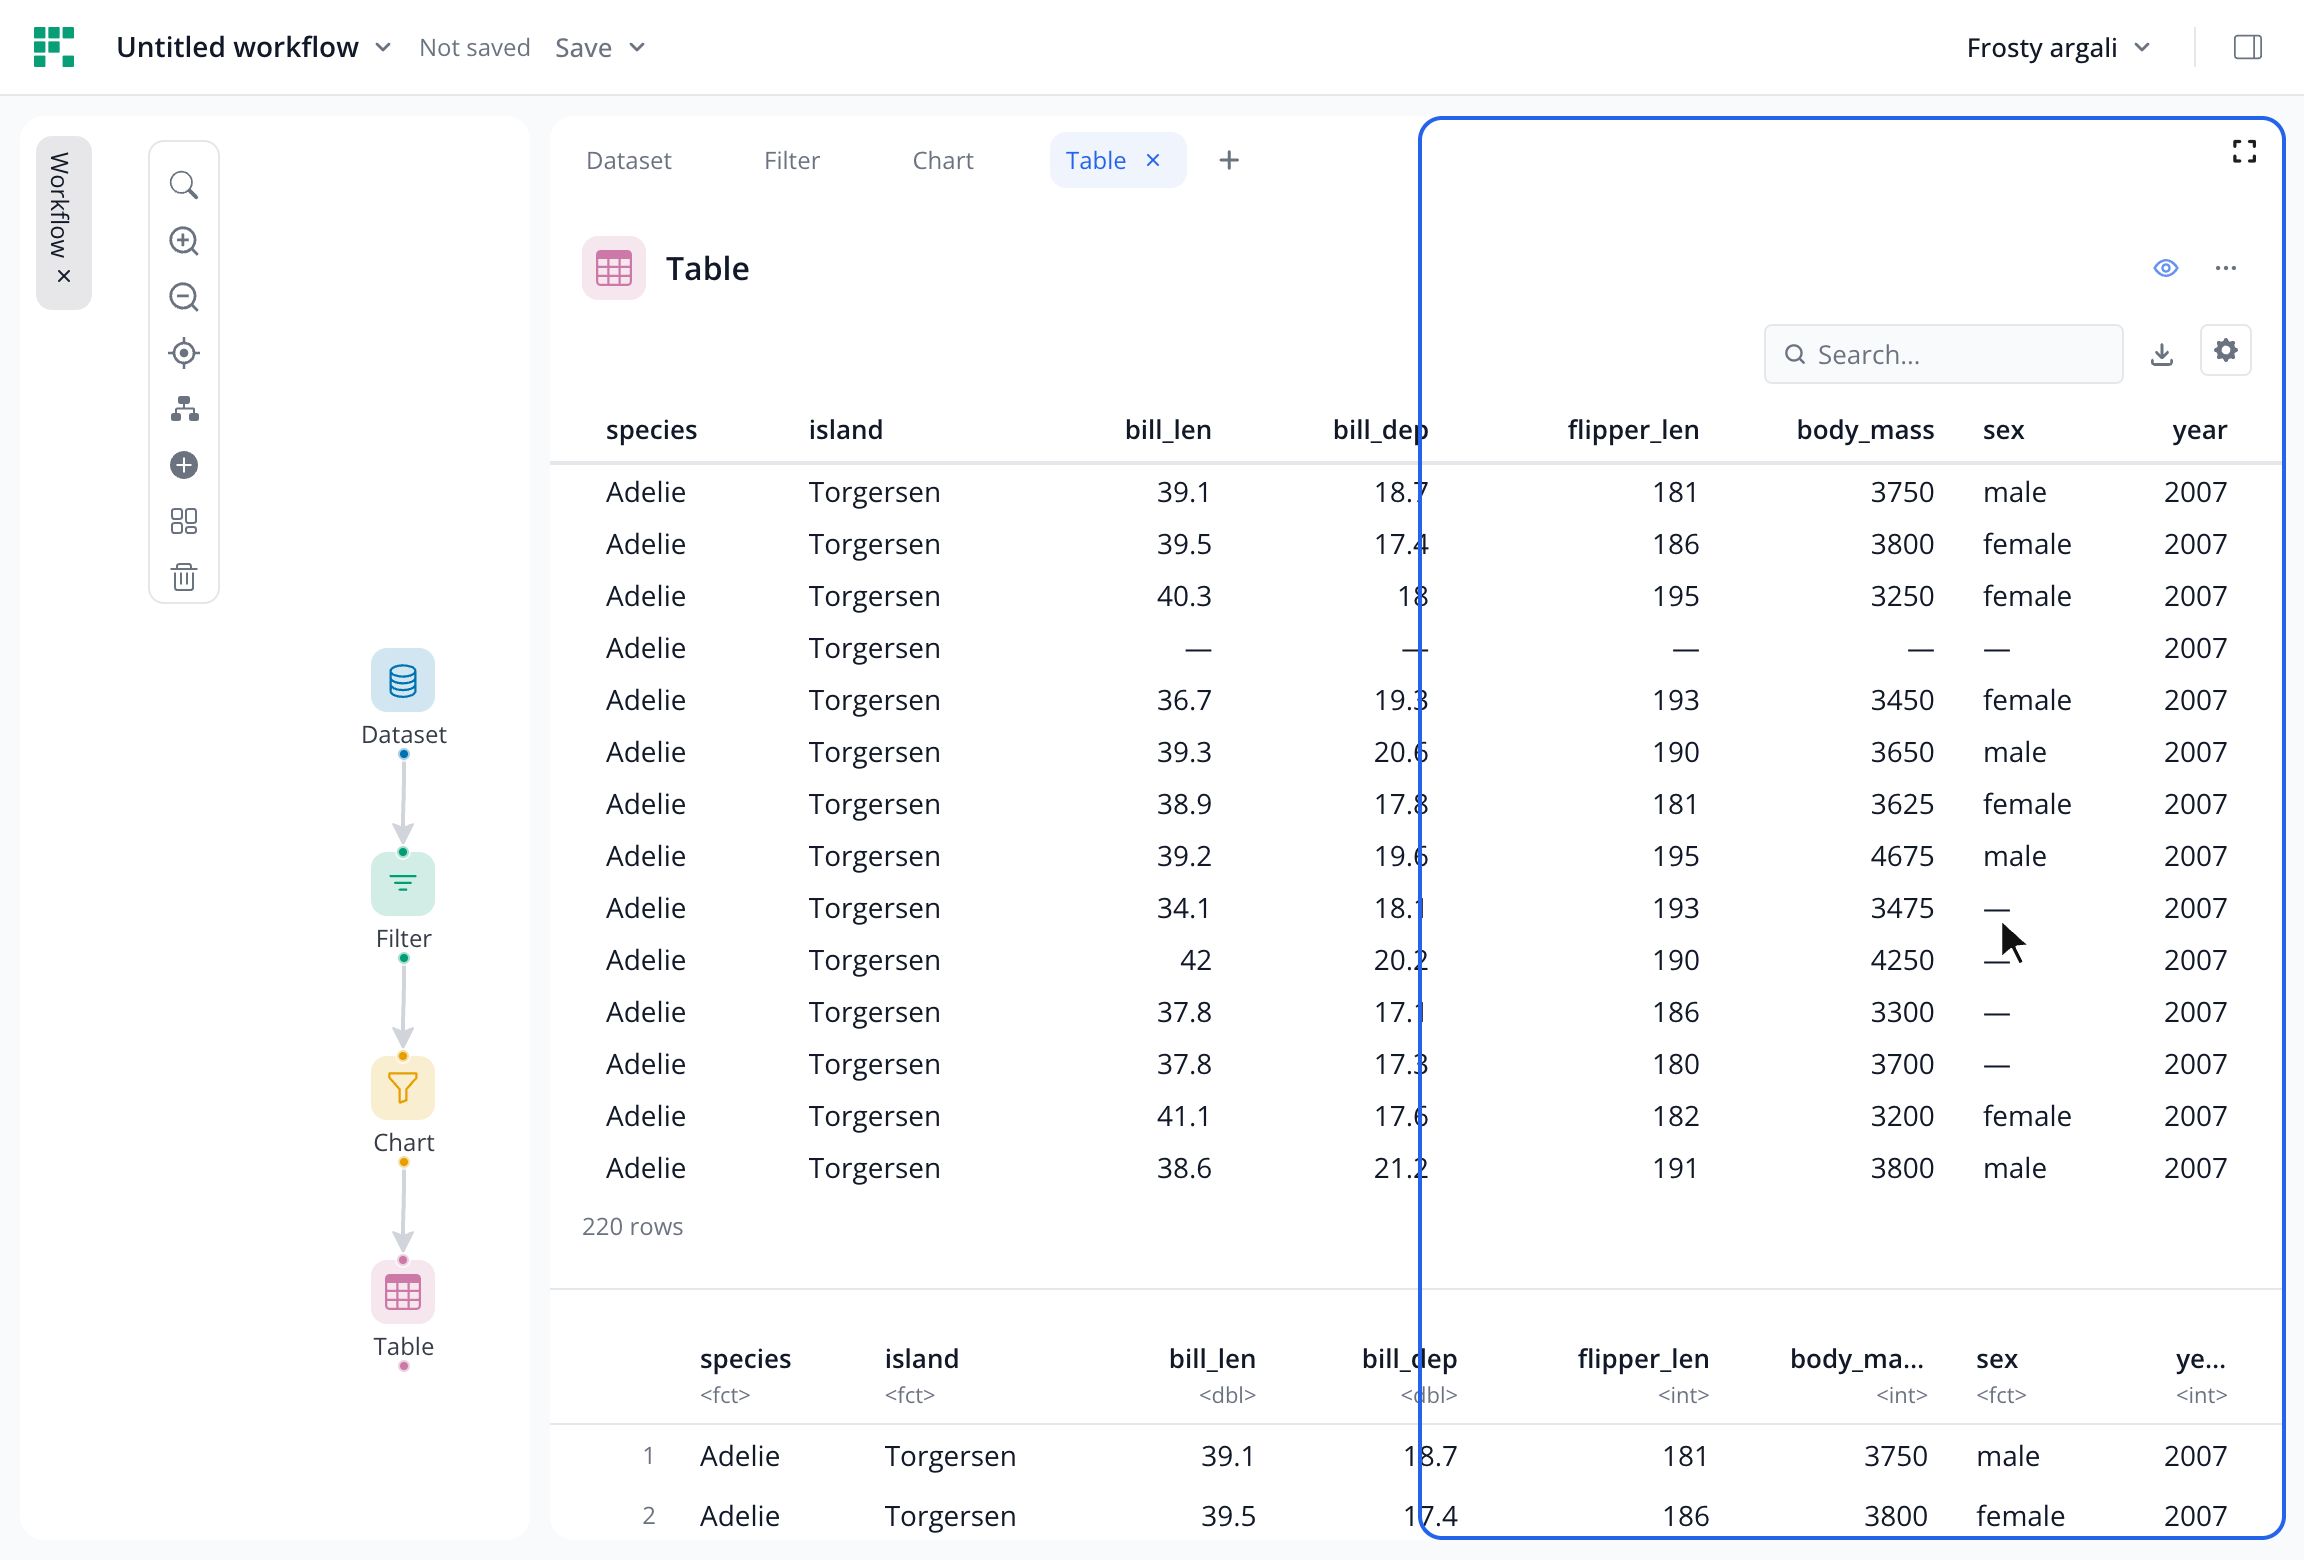 Untitled workflow Not saved Save Frosty argali
Workflow
Dataset Filter Chart Table
Table
Search...
species island bill_len bill_dep flipper_len body_mass sex year
Adelie Torgersen 39.1 18.7 181 3750 male 2007
Adelie Torgersen 39.5 17.4 186 3800 female 2007
Adelie Torgersen 40.3 18 195 3250 female 2007
Adelie Torgersen — — — — — 2007
Adelie Torgersen 36.7 19.3 193 3450 female 2007
Adelie Torgersen 39.3 20.6 190 3650 male 2007
Adelie Torgersen 38.9 17.8 181 3625 female 2007
Adelie Torgersen 39.2 19.6 195 4675 male 2007
Adelie Torgersen 34.1 18.1 193 3475 — 2007
Adelie Torgersen 42 20.2 190 4250 — 2007
Adelie Torgersen 37.8 17.1 186 3300 — 2007
Adelie Torgersen 37.8 17.3 180 3700 — 2007
Adelie Torgersen 41.1 17.6 182 3200 female 2007
Adelie Torgersen 38.6 21.2 191 3800 male 2007
220 rows
species island bill_len bill_dep flipper_len body_ma... sex ye...
<fct> <fct> <dbl> <dbl> <int> <int> <fct> <int>
1 Adelie Torgersen 39.1 18.7 181 3750 male 2007
2 Adelie Torgersen 39.5 17.4 186 3800 female 2007
Dataset
Filter
Chart
Table